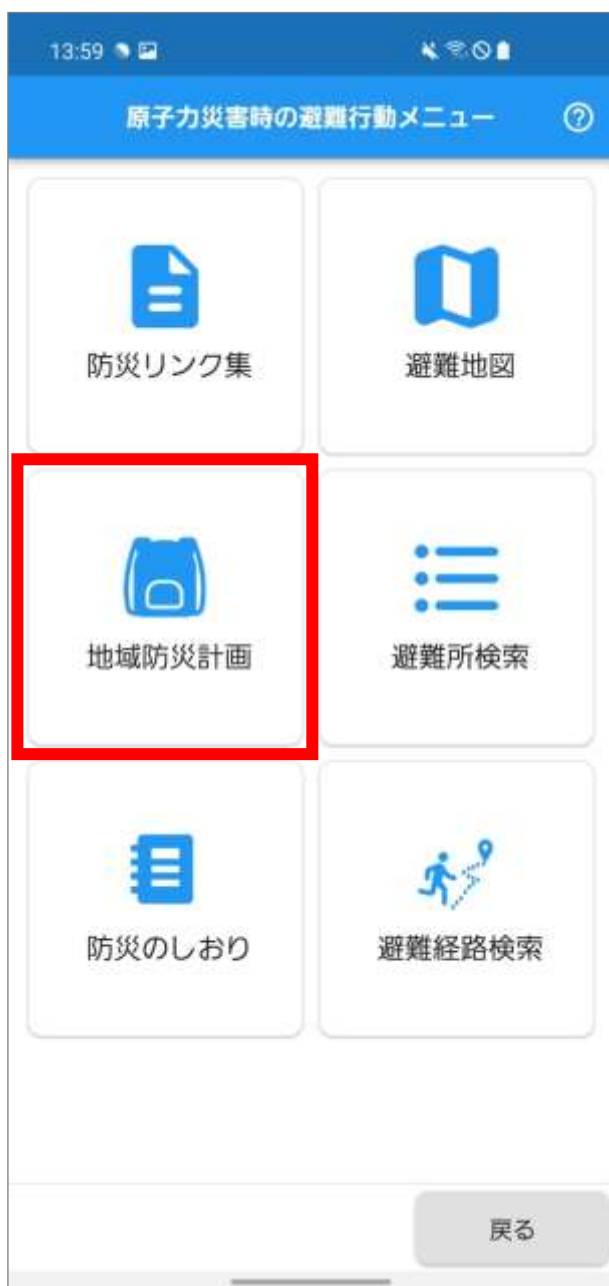 13:59
原子力災害時の避難行動メニュー
防災リンク集
避難地図
地域防災計画
避難所検索
防災のしおり
避難経路検索
戻る